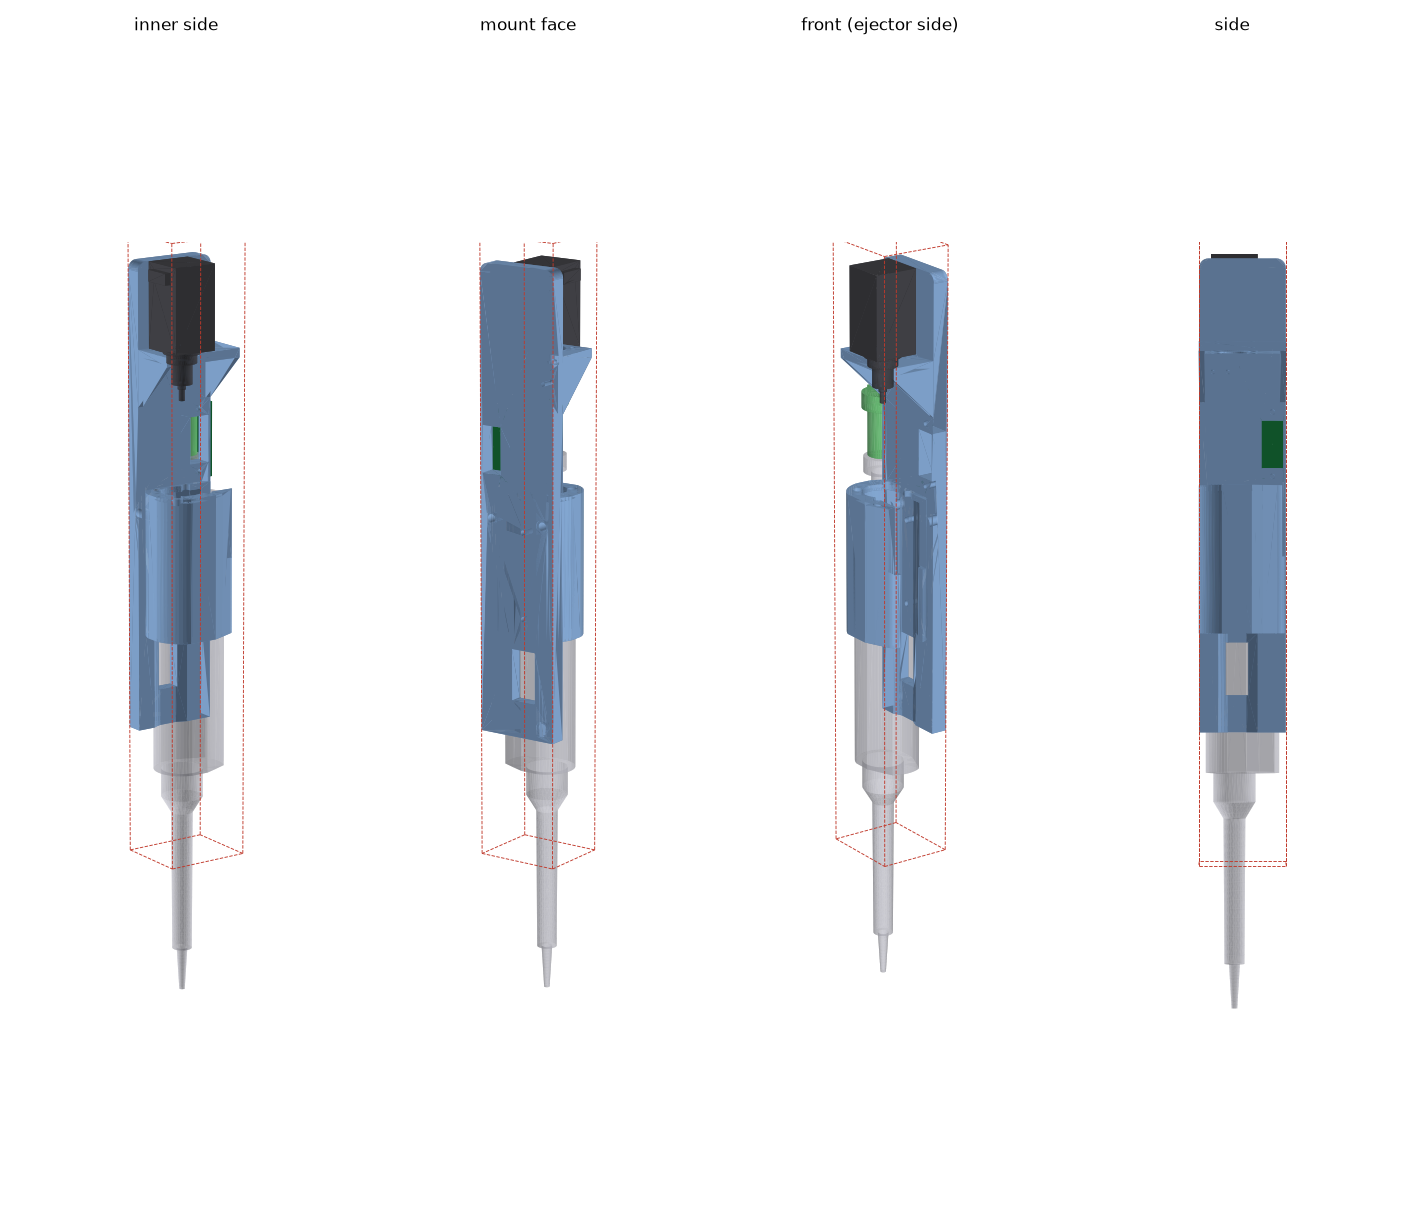 inner side
mount face
front (ejector side)
side